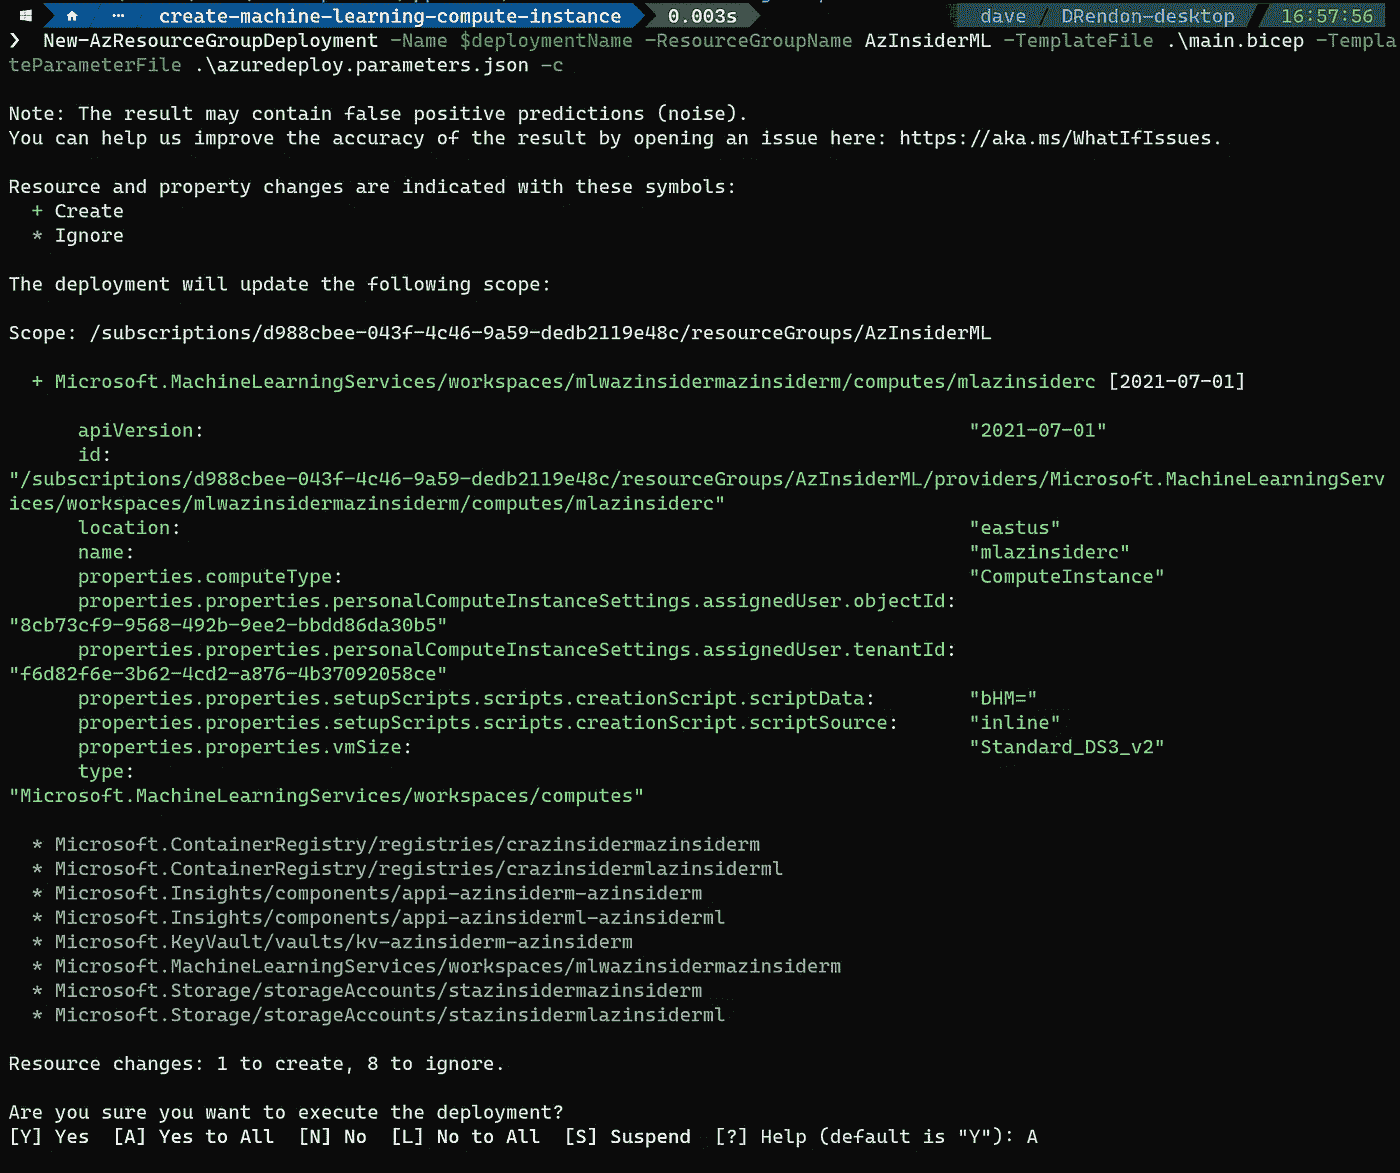 ··· create-machine-learning-compute-instance 0.003s dave / DRendon-desktop 16:57:56
❯ New-AzResourceGroupDeployment -Name $deploymentName -ResourceGroupName AzInsiderML -TemplateFile .\main.bicep -Templa
teParameterFile .\azuredeploy.parameters.json -c
Note: The result may contain false positive predictions (noise).
You can help us improve the accuracy of the result by opening an issue here: https://aka.ms/WhatIfIssues.
Resource and property changes are indicated with these symbols:
+ Create
* Ignore
The deployment will update the following scope:
Scope: /subscriptions/d988cbee-043f-4c46-9a59-dedb2119e48c/resourceGroups/AzInsiderML
+ Microsoft.MachineLearningServices/workspaces/mlwazinsidermazinsiderm/computes/mlazinsiderc [2021-07-01]
apiVersion: "2021-07-01"
id:
"/subscriptions/d988cbee-043f-4c46-9a59-dedb2119e48c/resourceGroups/AzInsiderML/providers/Microsoft.MachineLearningServ
ices/workspaces/mlwazinsidermazinsiderm/computes/mlazinsiderc"
location: "eastus"
name: "mlazinsiderc"
properties.computeType: "ComputeInstance"
properties.properties.personalComputeInstanceSettings.assignedUser.objectId:
"8cb73cf9-9568-492b-9ee2-bbdd86da30b5"
properties.properties.personalComputeInstanceSettings.assignedUser.tenantId:
"f6d82f6e-3b62-4cd2-a876-4b37092058ce"
properties.properties.setupScripts.scripts.creationScript.scriptData: "bHM="
properties.properties.setupScripts.scripts.creationScript.scriptSource: "inline"
properties.properties.vmSize: "Standard_DS3_v2"
type:
"Microsoft.MachineLearningServices/workspaces/computes"
* Microsoft.ContainerRegistry/registries/crazinsidermazinsiderm
* Microsoft.ContainerRegistry/registries/crazinsidermlazinsiderml
* Microsoft.Insights/components/appi-azinsiderm-azinsiderm
* Microsoft.Insights/components/appi-azinsiderml-azinsiderml
* Microsoft.KeyVault/vaults/kv-azinsiderm-azinsiderm
* Microsoft.MachineLearningServices/workspaces/mlwazinsidermazinsiderm
* Microsoft.Storage/storageAccounts/stazinsidermazinsiderm
* Microsoft.Storage/storageAccounts/stazinsidermlazinsiderml
Resource changes: 1 to create, 8 to ignore.
Are you sure you want to execute the deployment?
[Y] Yes [A] Yes to All [N] No [L] No to All [S] Suspend [?] Help (default is "Y"): A